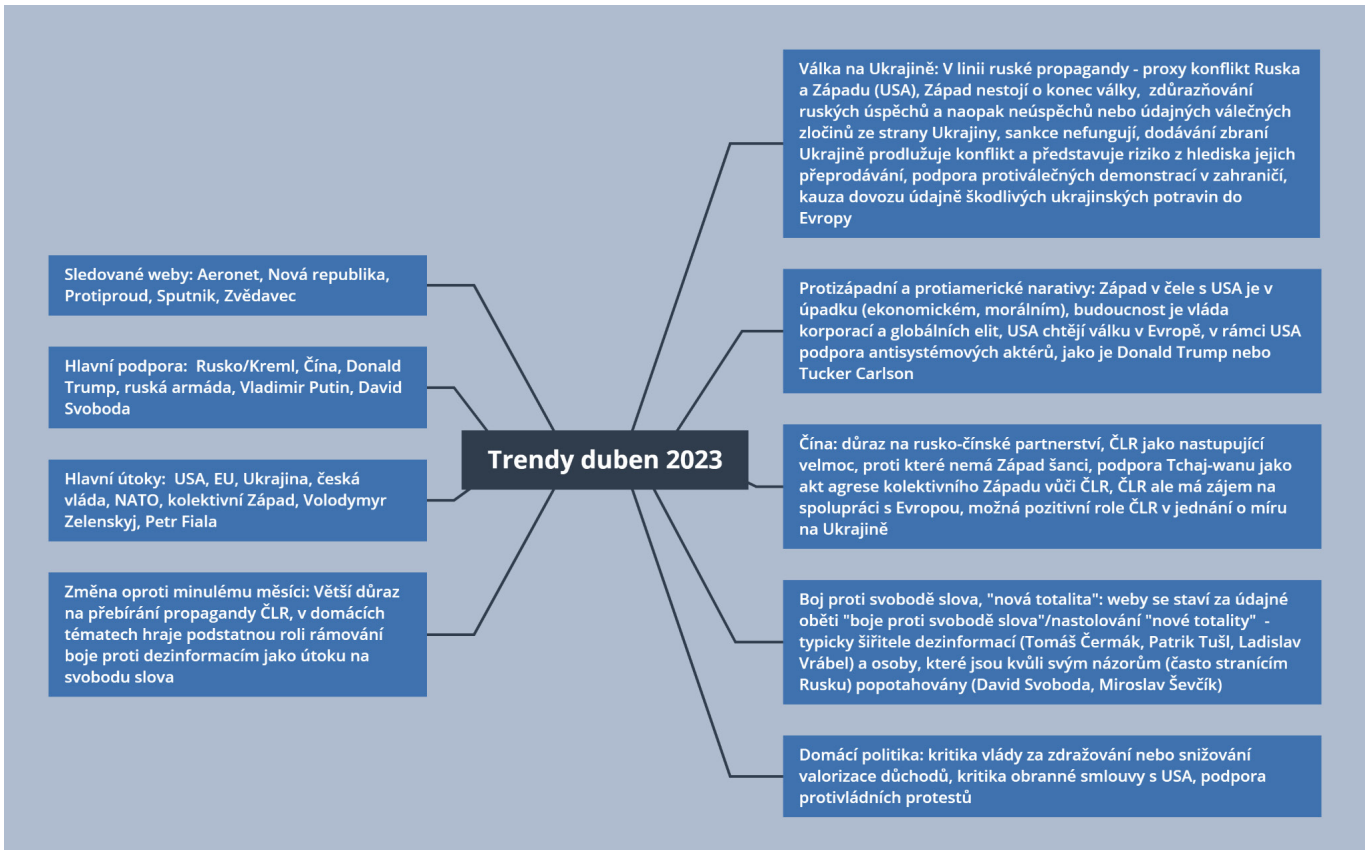 Trendy duben 2023
Sledované weby: Aeronet, Nová republika,
Protiproud, Sputnik, Zvědavec
Hlavní podpora:  Rusko/Kreml, Čína, Donald
Trump, ruská armáda, Vladimir Putin, David
Svoboda
Hlavní útoky:  USA, EU, Ukrajina, česká
vláda, NATO, kolektivní Západ, Volodymyr
Zelenskyj, Petr Fiala
Změna oproti minulému měsíci: Větší důraz
na přebírání propagandy ČLR, v domácích
tématech hraje podstatnou roli rámování
boje proti dezinformacím jako útoku na
svobodu slova
Válka na Ukrajině: V linii ruské propagandy - proxy konflikt Ruska
a Západu (USA), Západ nestojí o konec války,  zdůrazňování
ruských úspěchů a naopak neúspěchů nebo údajných válečných
zločinů ze strany Ukrajiny, sankce nefungují, dodávání zbraní
Ukrajině prodlužuje konflikt a představuje riziko z hlediska jejich
přeprodávání, podpora protiválečných demonstrací v zahraničí,
kauza dovozu údajně škodlivých ukrajinských potravin do
Evropy
Protizápadní a protiamerické narativy: Západ v čele s USA je v
úpadku (ekonomickém, morálním), budoucnost je vláda
korporací a globálních elit, USA chtějí válku v Evropě, v rámci USA
podpora antisystémových aktérů, jako je Donald Trump nebo
Tucker Carlson
Čína: důraz na rusko-čínské partnerství, ČLR jako nastupující
velmoc, proti které nemá Západ šanci, podpora Tchaj-wanu jako
akt agrese kolektivního Západu vůči ČLR, ČLR ale má zájem na
spolupráci s Evropou, možná pozitivní role ČLR v jednání o míru
na Ukrajině
Boj proti svobodě slova, "nová totalita": weby se staví za údajné
oběti "boje proti svobodě slova"/nastolování "nové totality"  -
typicky šiřitele dezinformací (Tomáš Čermák, Patrik Tušl, Ladislav
Vrábel) a osoby, které jsou kvůli svým názorům (často stranícím
Rusku) popotahovány (David Svoboda, Miroslav Ševčík)
Domácí politika: kritika vlády za zdražování nebo snižování
valorizace důchodů, kritika obranné smlouvy s USA, podpora
protivládních protestů